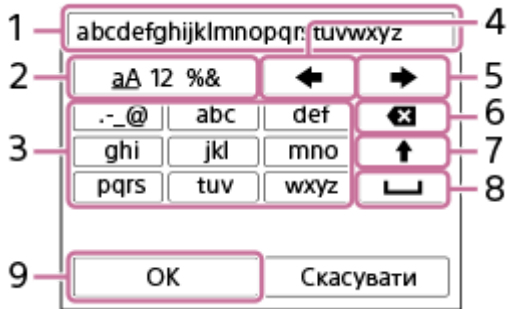 1 abcdefghijklmnopqrstuvwxyz 4
2 aA 12 %& 5
.-_@ abc def 6
3 ghi jkl mno 7
pqrs tuv wxyz 8
9 OK Скасувати